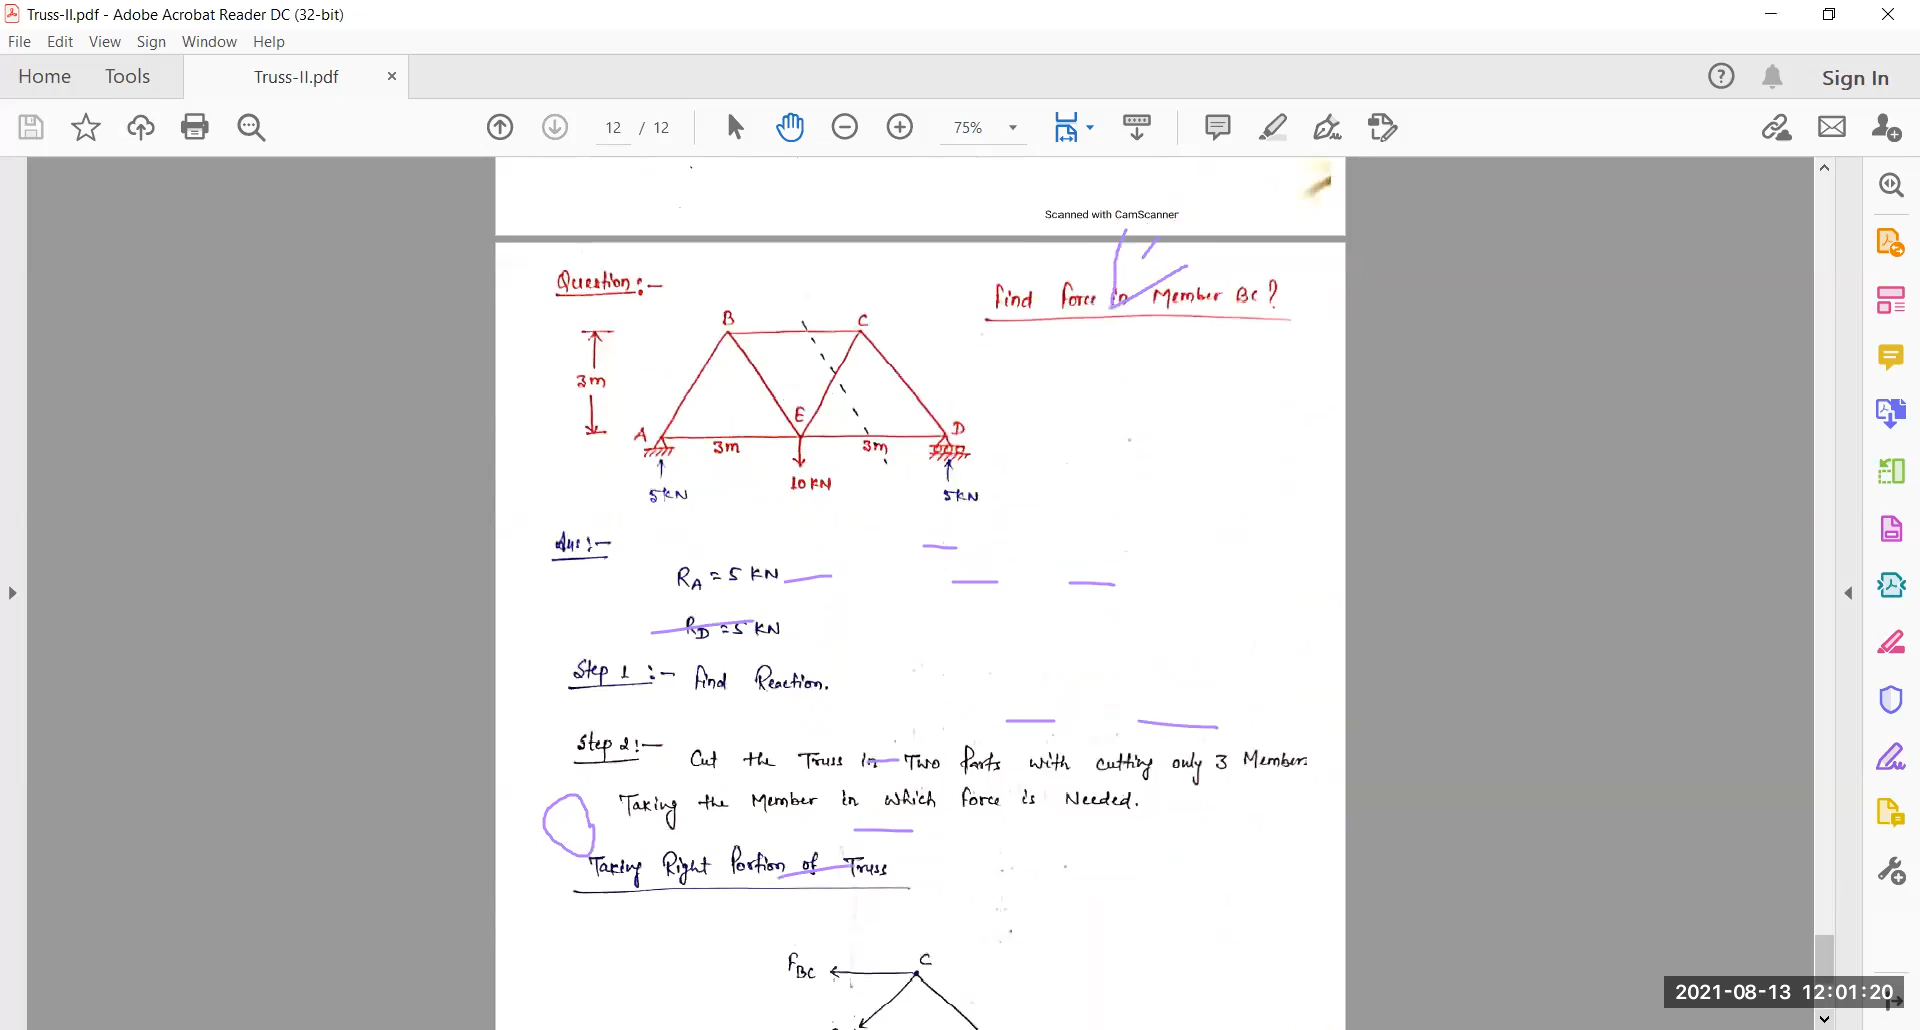 Truss-II.pdf - Adobe Acrobat Reader DC (32-bit)
File Edit View Sign Window Help
Home Tools Truss-II.pdf × Sign In
12 / 12 75%
Scanned with CamScanner
Question:-
find force in Member BC?
B C
3m
E
A D
3m 3m
10 KN
5KN 5KN
Ans:-
RA = 5 KN
RD = 5 KN
Step 1:- find Reaction.
Step 2:- Cut the Truss in Two Parts with cutting only 3 Member.
Taking the Member in which force is Needed.
Taking Right Portion of Truss
FBC C
2021-08-13 12:01:20